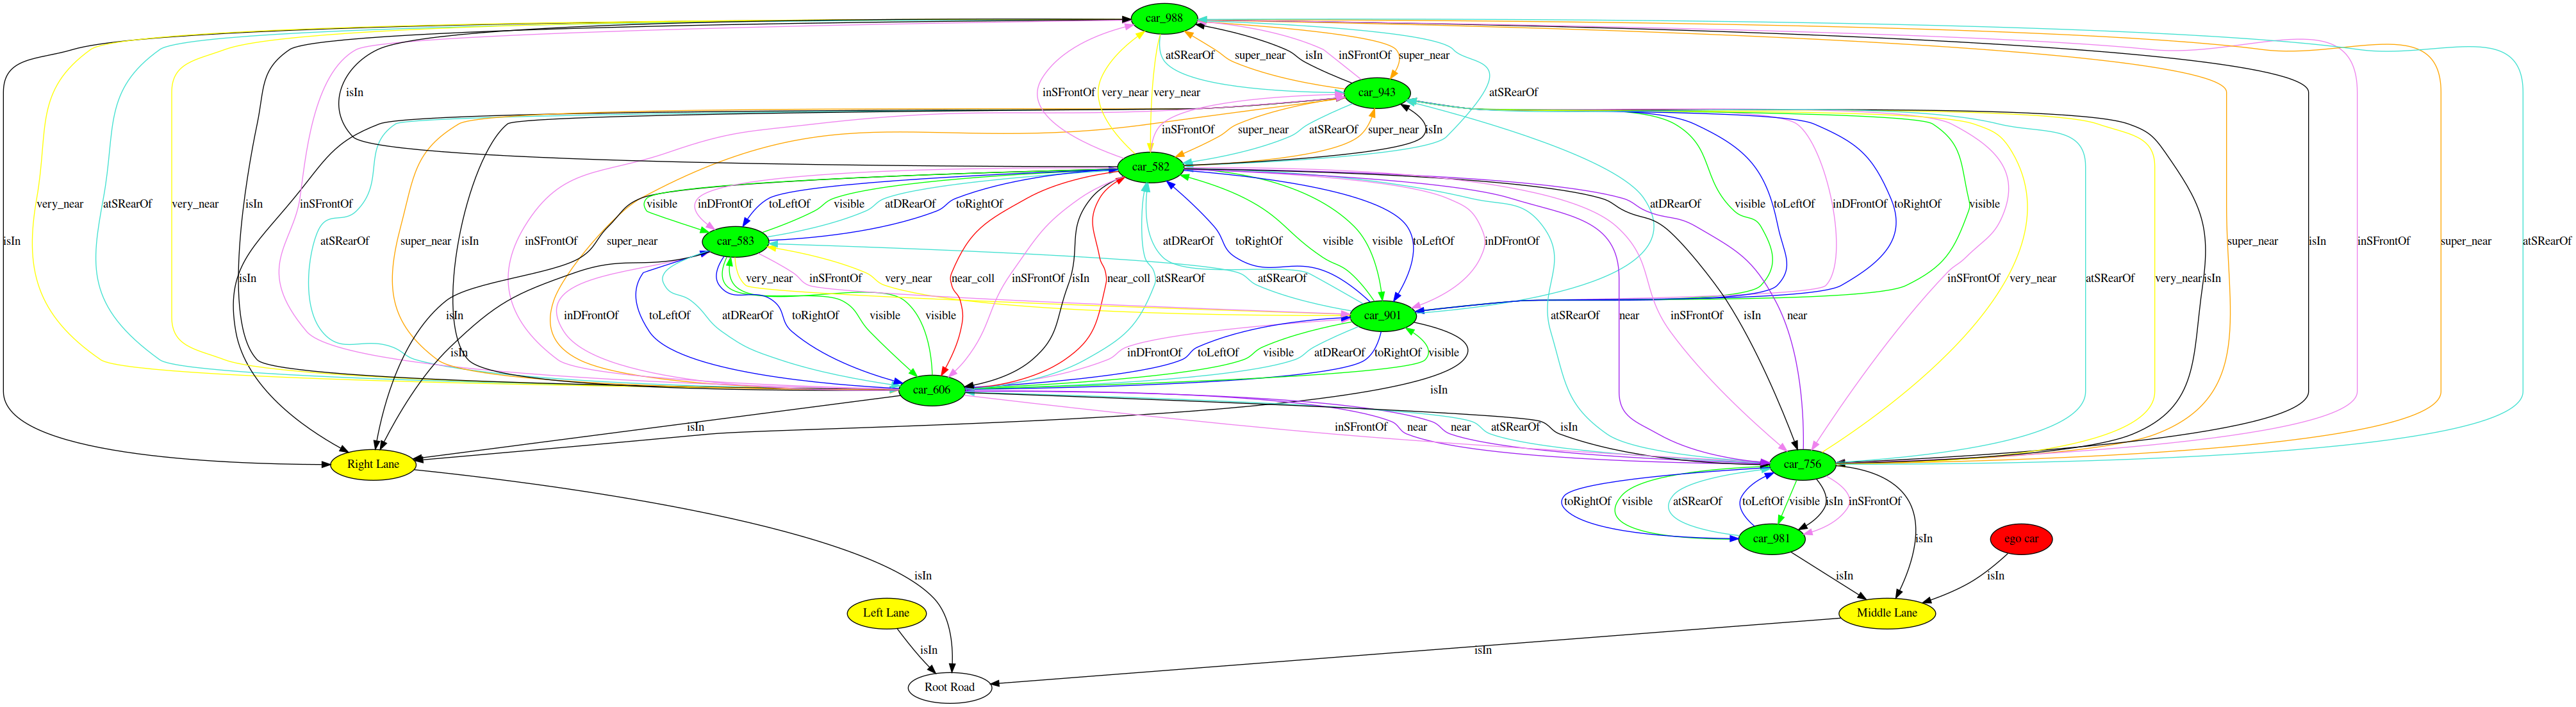 car_988
atSRearOf super_near isIn inSFrontOf super_near
isIn inSFrontOf very_near very_near car_943 atSRearOf
inSFrontOf super_near atSRearOf super_near isIn
car_582
very_near atSRearOf very_near isIn inSFrontOf visible inDFrontOf toLeftOf visible atDRearOf toRightOf atDRearOf visible toLeftOf inDFrontOf toRightOf visible
isIn atSRearOf super_near isIn inSFrontOf super_near car_583 atDRearOf toRightOf visible visible toLeftOf inDFrontOf super_near isIn inSFrontOf super_near atSRearOf
isIn very_near inSFrontOf very_near near_coll inSFrontOf isIn near_coll atSRearOf atSRearOf inSFrontOf very_near atSRearOf very_near isIn
isIn inDFrontOf toLeftOf atDRearOf toRightOf visible visible car_901 atSRearOf near inSFrontOf isIn near
isIn inDFrontOf toLeftOf visible atDRearOf toRightOf visible
car_606 isIn
isIn inSFrontOf near near atSRearOf isIn
Right Lane car_756
toRightOf visible atSRearOf toLeftOf visible isIn inSFrontOf
car_981 isIn ego car
isIn isIn isIn
Left Lane Middle Lane
isIn isIn
Root Road